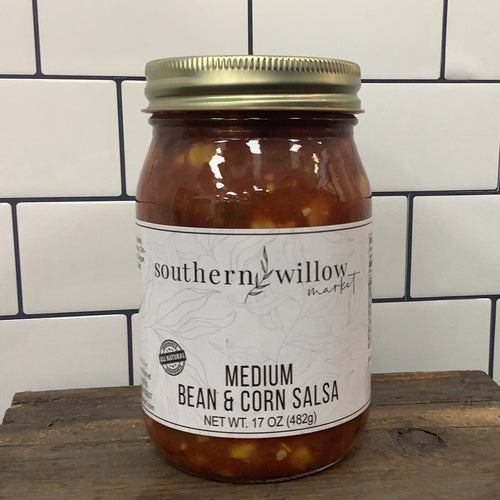 southern willow
market
ALL NATURAL
MEDIUM
BEAN & CORN SALSA
NET WT. 17 OZ (482g)